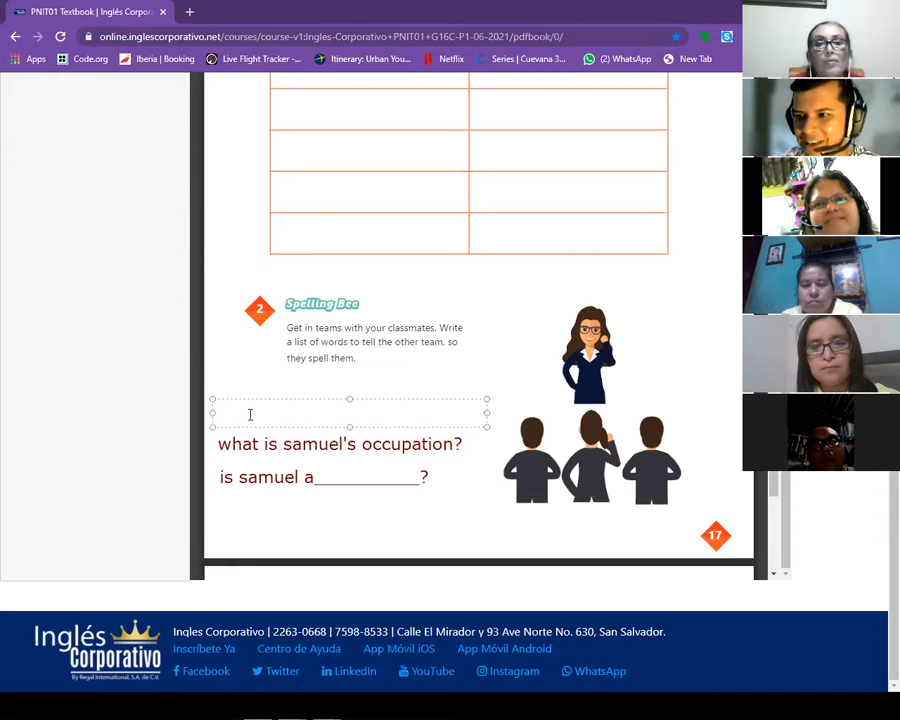 PNIT01 Textbook | Inglés Corpora
online.inglescorporativo.net/courses/course-v1:Ingles-Corporativo+PNIT01+G16C-P1-06-2021/pdfbook/0/
Apps
Code.org
Iberia | Booking
Live Flight Tracker -...
Itinerary: Urban You...
Netflix
Series | Cuevana 3...
(2) WhatsApp
New Tab
2
Spelling Bee
Get in teams with your classmates. Write
a list of words to tell the other team, so
they spell them.
what is samuel's occupation?
is samuel a___________?
17
Inglés
Corporativo
By Regal International, S.A. de C.V.
Ingles Corporativo | 2263-0668 | 7598-8533 | Calle El Mirador y 93 Ave Norte No. 630, San Salvador.
Inscríbete Ya
Centro de Ayuda
App Móvil iOS
App Móvil Android
Facebook
Twitter
LinkedIn
YouTube
Instagram
WhatsApp